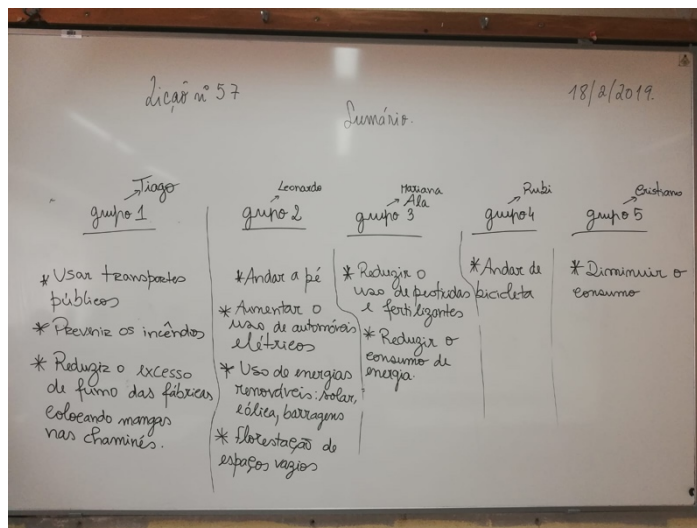 Lição nº 57
18/2/2019.
Sumário.
Tiago
grupo 1
* Usar transportes
públicos
* Prevenir os incêndios
* Reduzir o excesso
de fumo das fábricas
colocando mangas
nas chaminés.
Leonardo
grupo 2
* Andar a pé
* Aumentar o
uso de automóveis
elétricos
* Uso de energias
renováveis: solar,
eólica, barragens
* Florestação de
espaços vazios
Mariana
Ala
grupo 3
* Reduzir o
uso de pesticidas
e fertilizantes
* Reduzir o
consumo de
energia.
Rubi
grupo 4
* Andar de
bicicleta
Cristiano
grupo 5
* Diminuir o
consumo